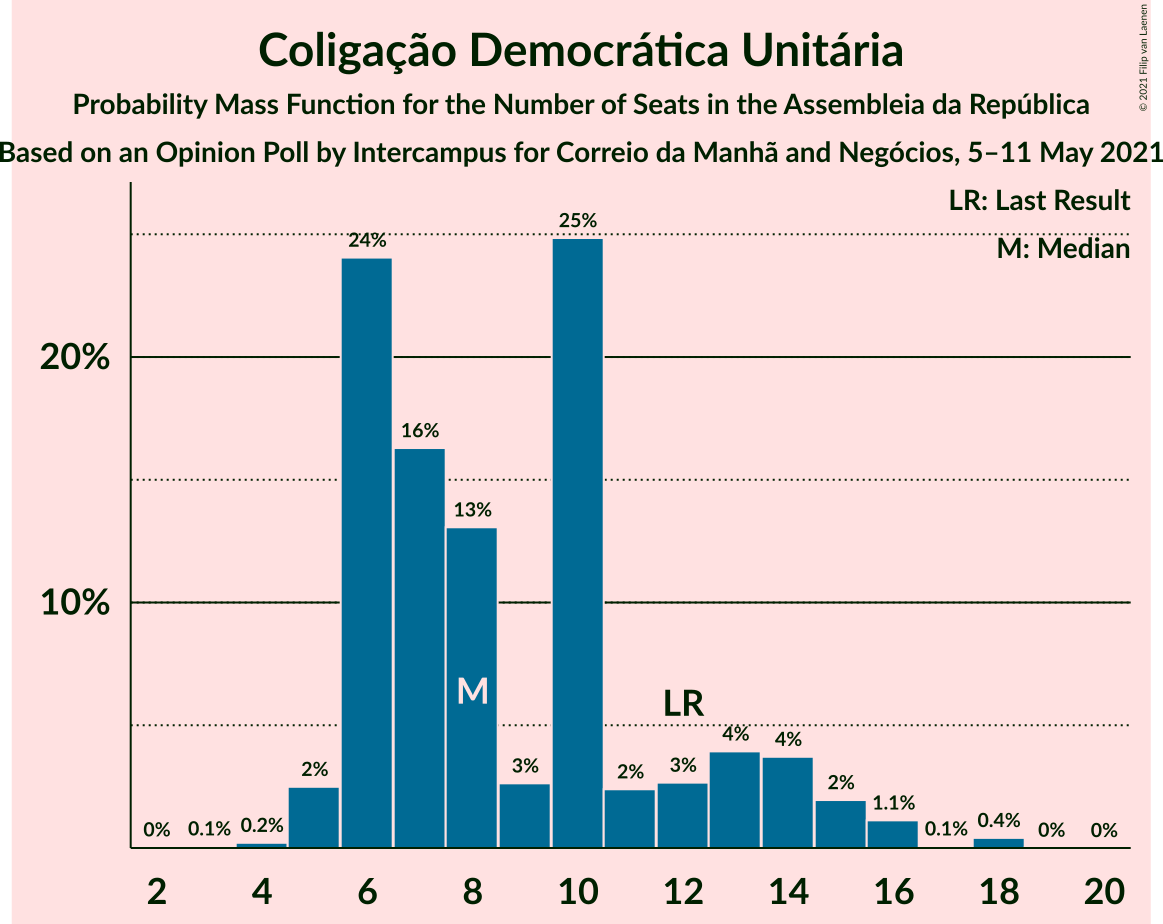 Coligação Democrática Unitária
Probability Mass Function for the Number of Seats in the Assembleia da República
Based on an Opinion Poll by Intercampus for Correio da Manhã and Negócios, 5–11 May 2021
© 2021 Filip van Laenen
LR: Last Result
M: Median
20%
10%
0%
0.1%
0.2%
2%
24%
16%
13%
3%
25%
2%
3%
4%
4%
2%
1.1%
0.1%
0.4%
0%
0%
M
LR
2 4 6 8 10 12 14 16 18 20